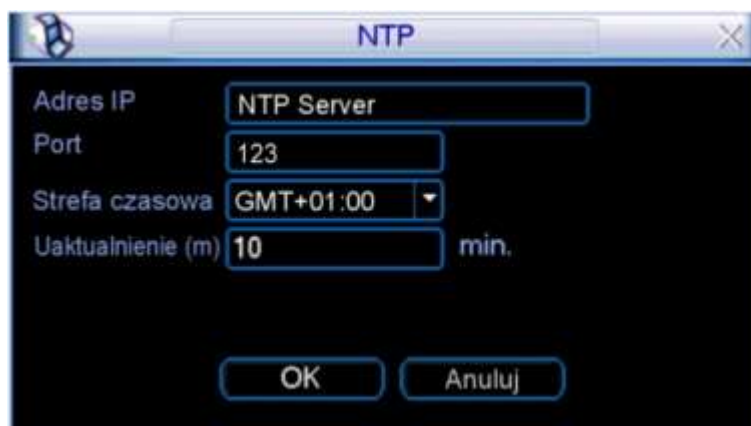 NTP
Adres IP NTP Server
Port 123
Strefa czasowa GMT+01:00
Uaktualnienie (m) 10 min.
OK Anuluj